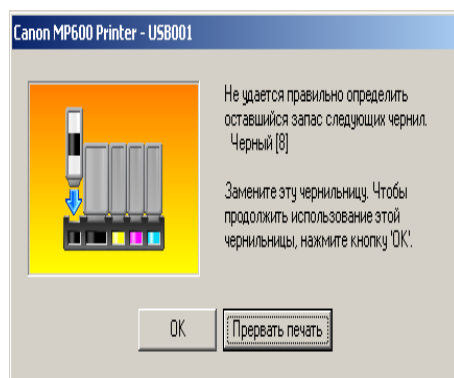 Canon MP600 Printer - USB001
Не удается правильно определить
оставшийся запас следующих чернил.
Черный [8]
Замените эту чернильницу. Чтобы
продолжить использование этой
чернильницы, нажмите кнопку 'OK'.
OK
Прервать печать